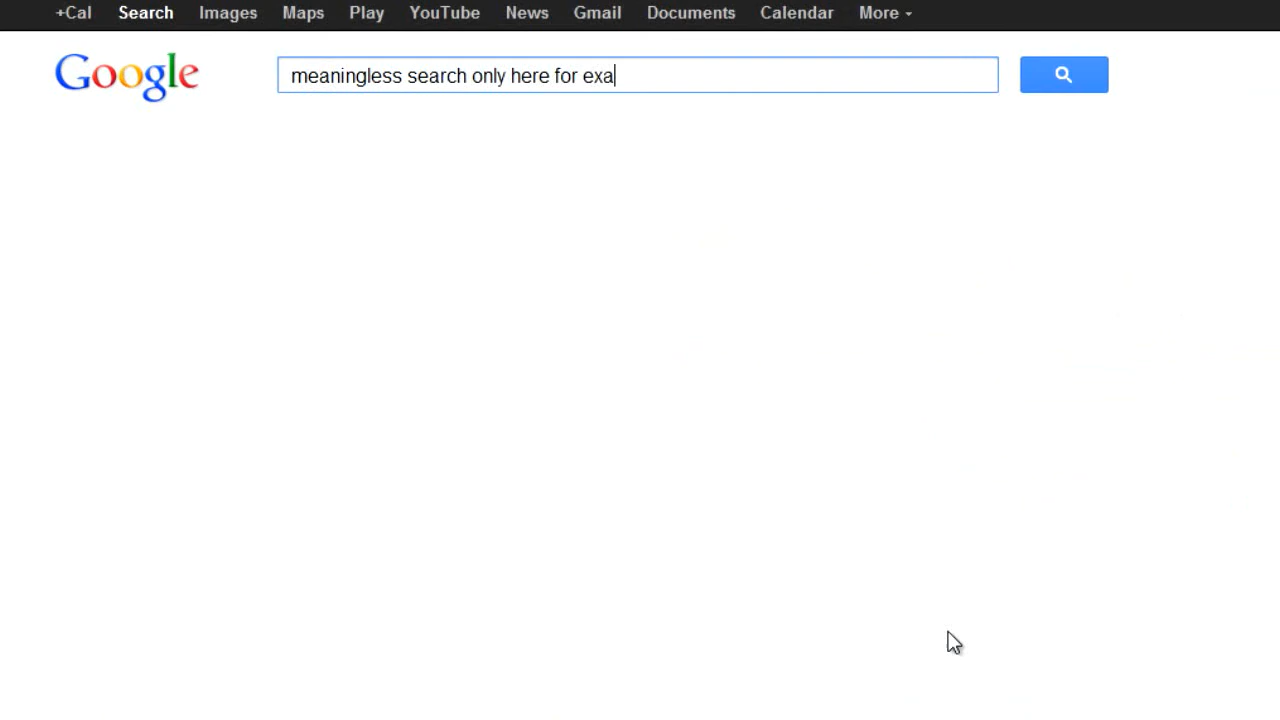 +Cal Search Images Maps Play YouTube News Gmail Documents Calendar More
Google meaningless search only here for exa